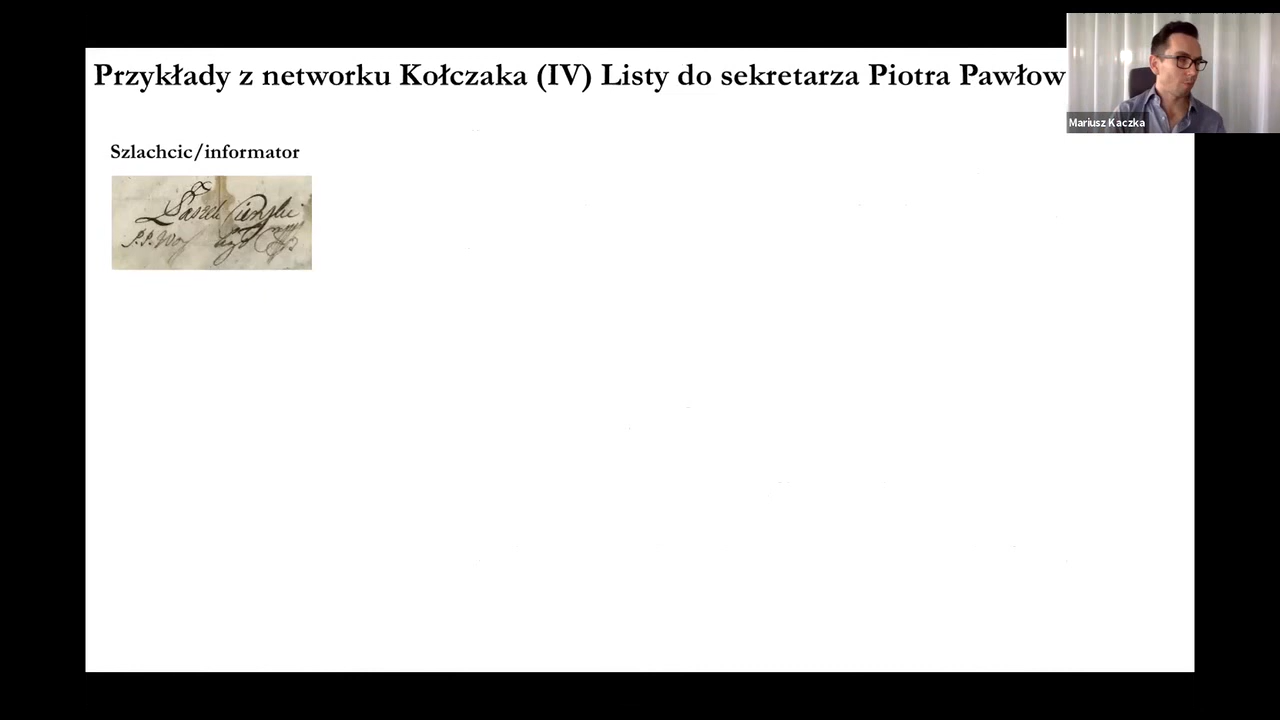 Przykłady z networku Kołczaka (IV) Listy do sekretarza Piotra Pawłow
Mariusz Kaczka
Szlachcic/informator